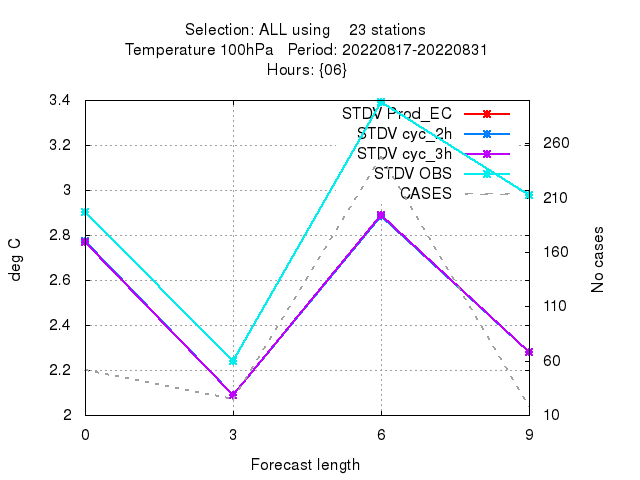 Selection: ALL using    23 stations
Temperature 100hPa   Period: 20220817-20220831
Hours: {06}
3.4
3.2
3
2.8
2.6
2.4
2.2
2
deg C
STDV Prod_EC
STDV cyc_2h
STDV cyc_3h
STDV OBS
CASES
260
210
160
110
60
10
No cases
0 3 6 9
Forecast length